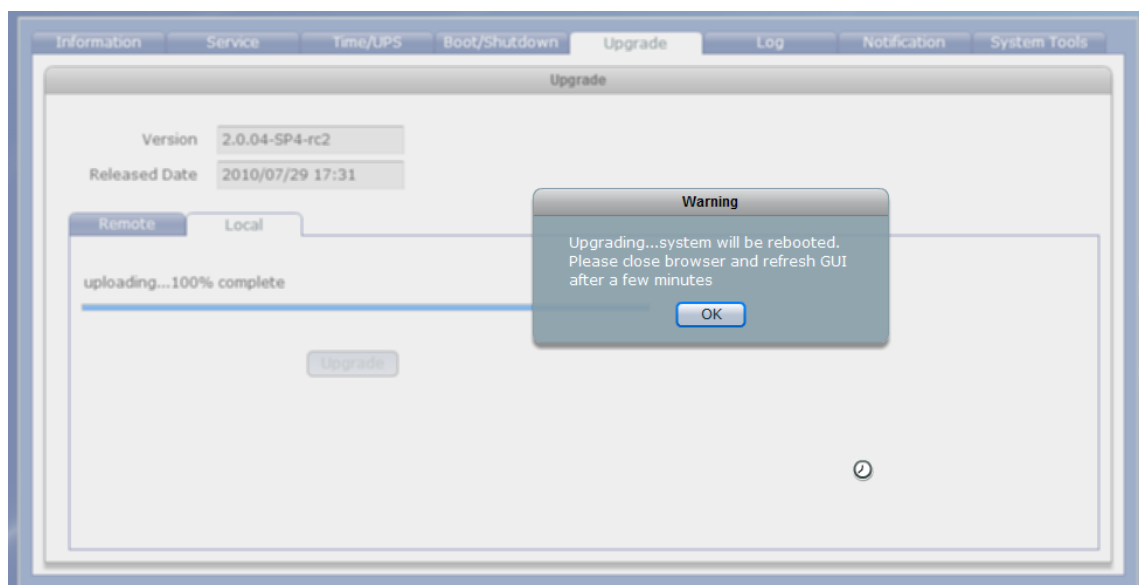 Information Service Time/UPS Boot/Shutdown Upgrade Log Notification System Tools
Upgrade
Version 2.0.04-SP4-rc2
Released Date 2010/07/29 17:31
Remote Local
uploading...100% complete
Upgrade
Warning
Upgrading...system will be rebooted.
Please close browser and refresh GUI
after a few minutes
OK